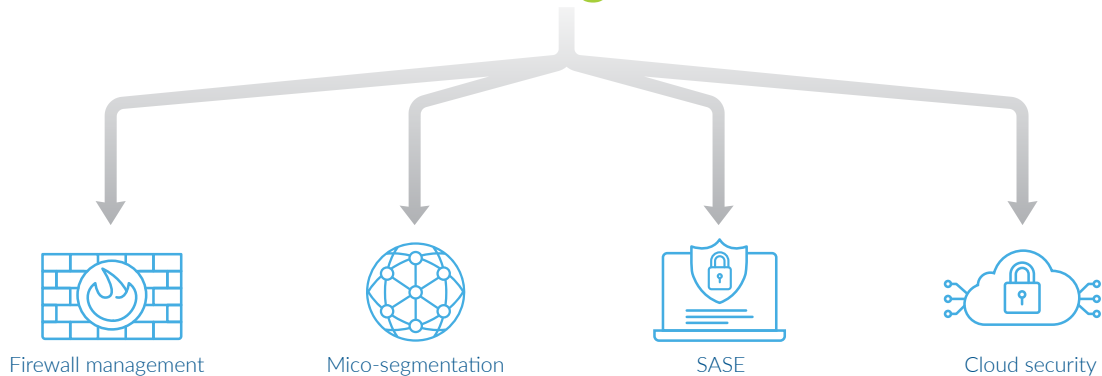 Firewall management
Mico-segmentation
SASE
Cloud security